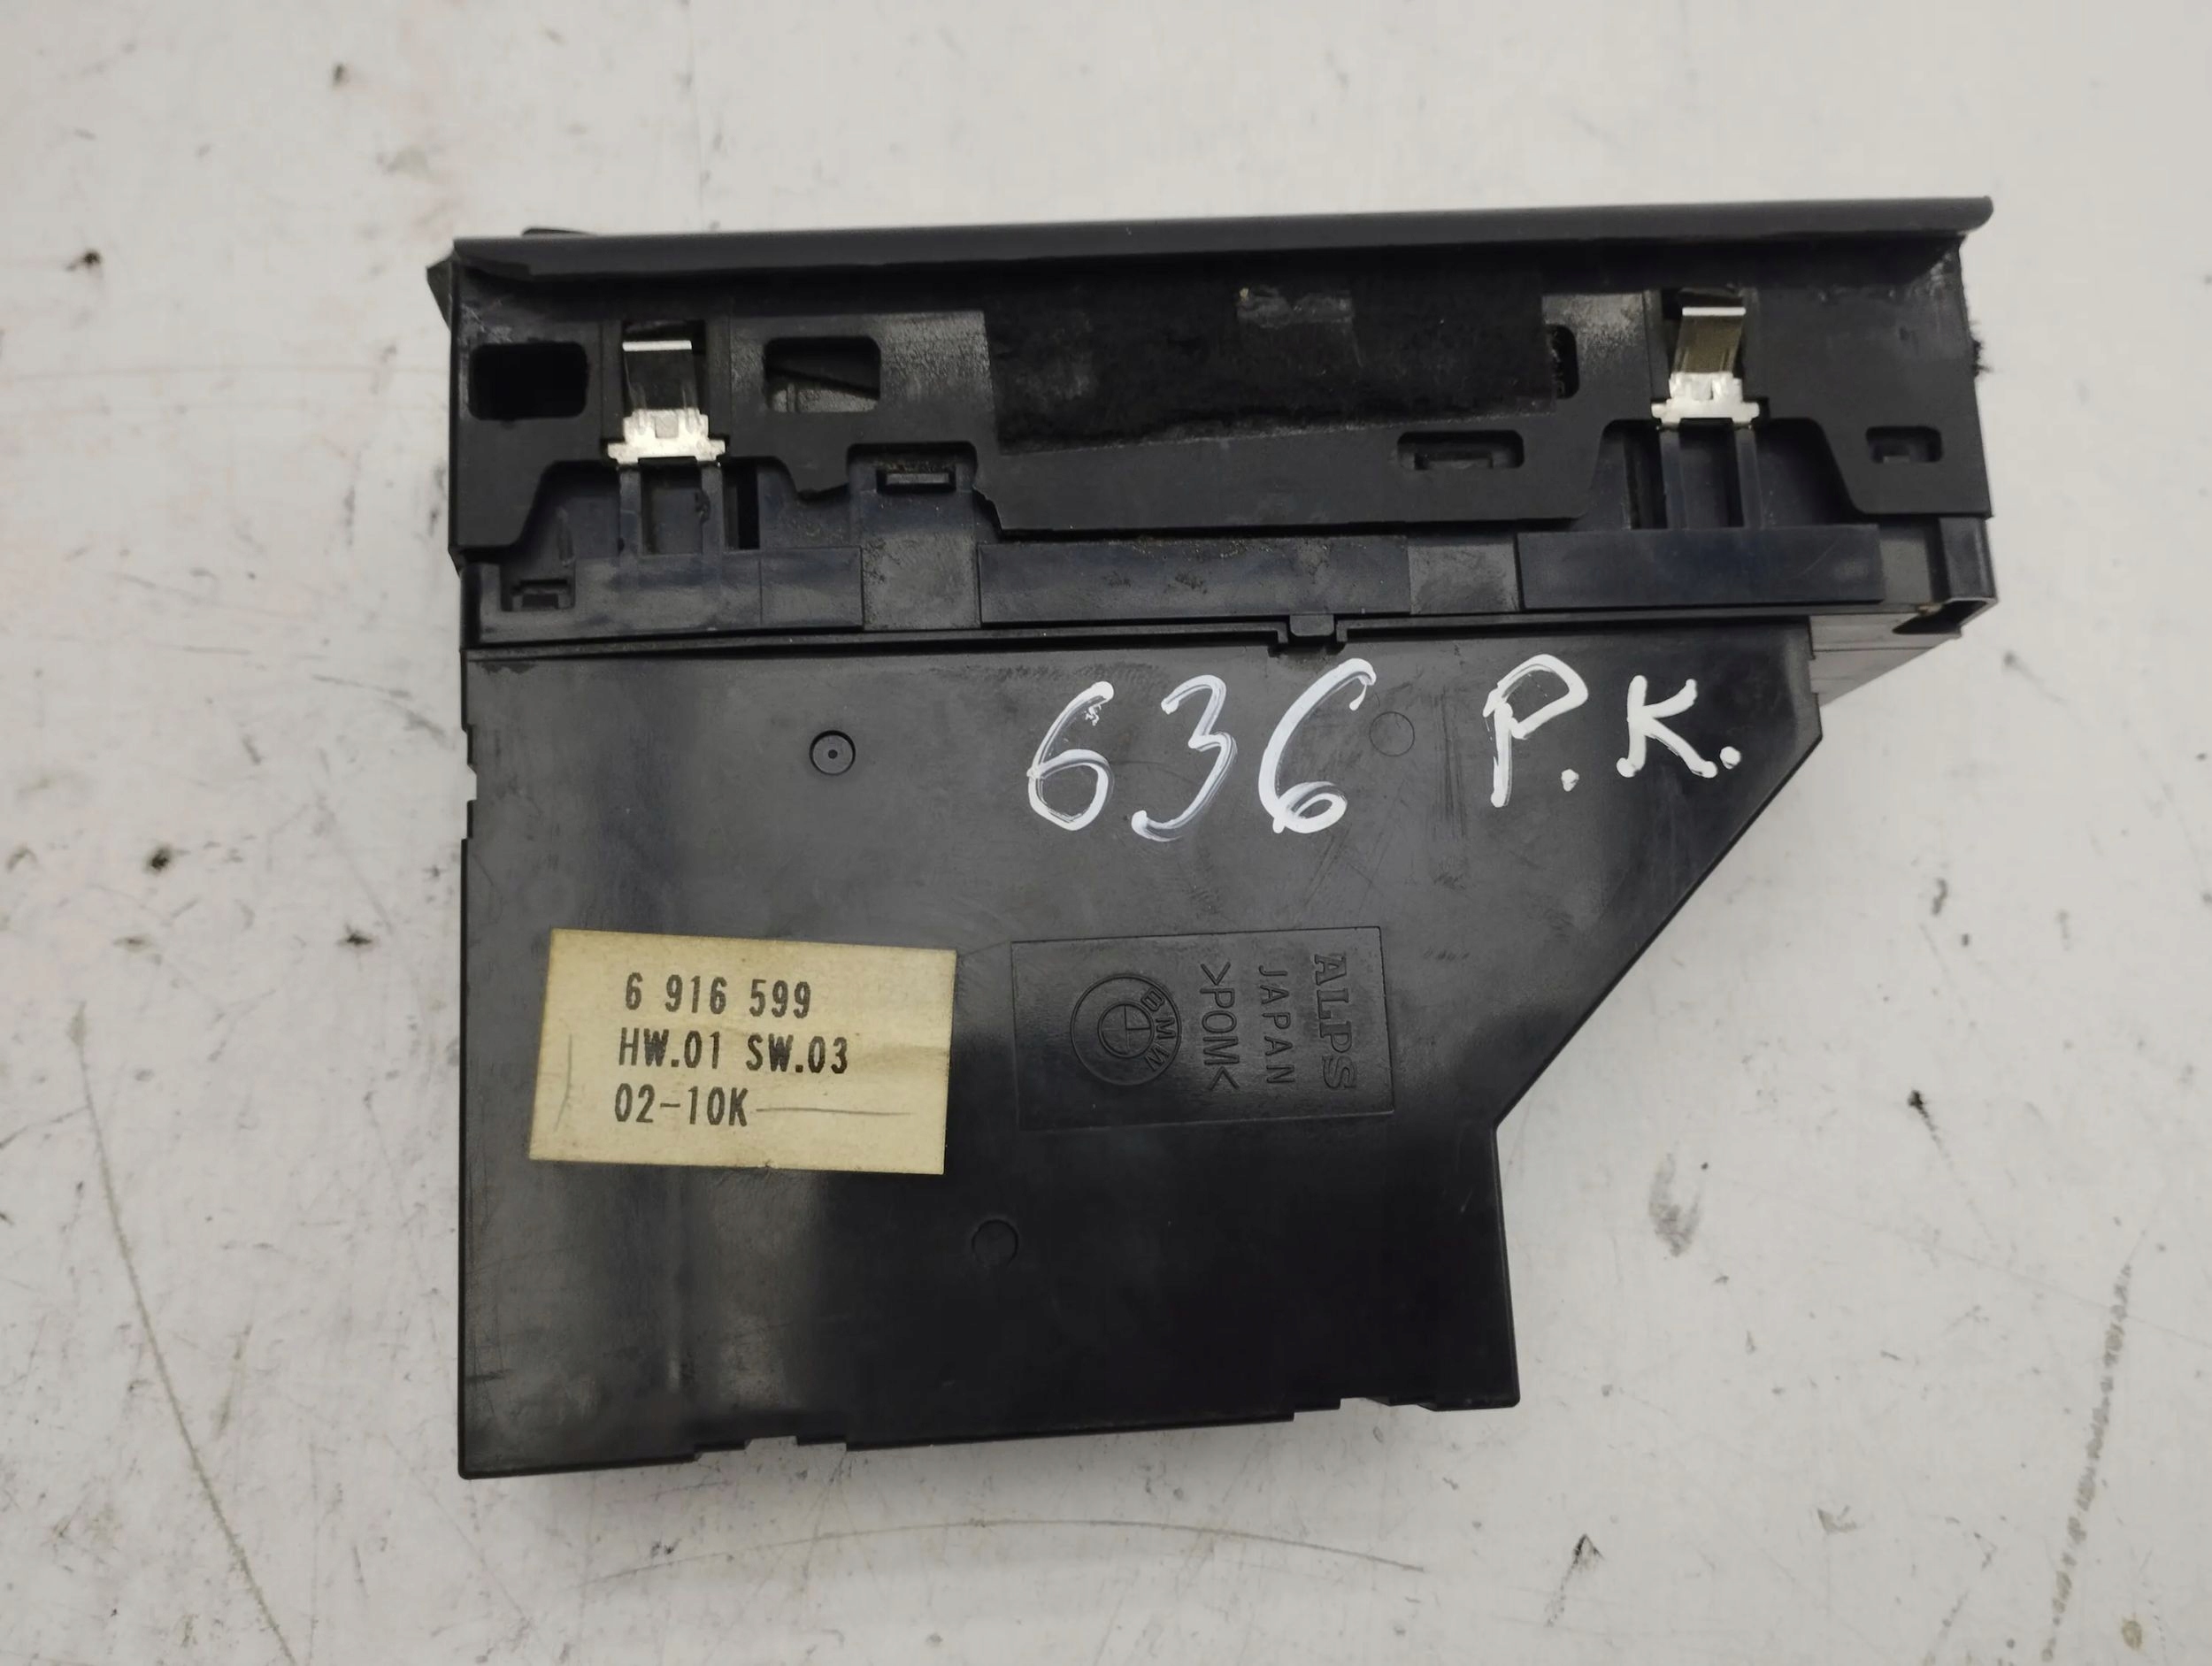 636 P.K.
6 916 599
HW.01 SW.03
02-10K
ALPS
JAPAN
>POM<
BMW